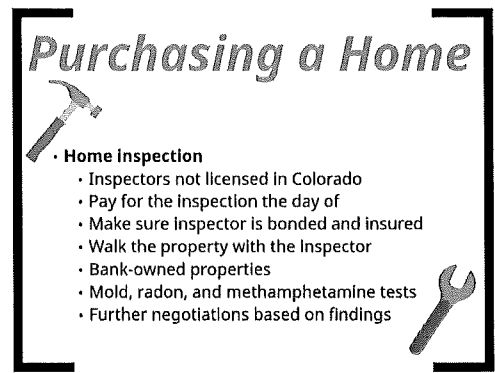 Purchasing a Home
• Home inspection
• Inspectors not licensed in Colorado
• Pay for the inspection the day of
• Make sure inspector is bonded and insured
• Walk the property with the inspector
• Bank-owned properties
• Mold, radon, and methamphetamine tests
• Further negotiations based on findings